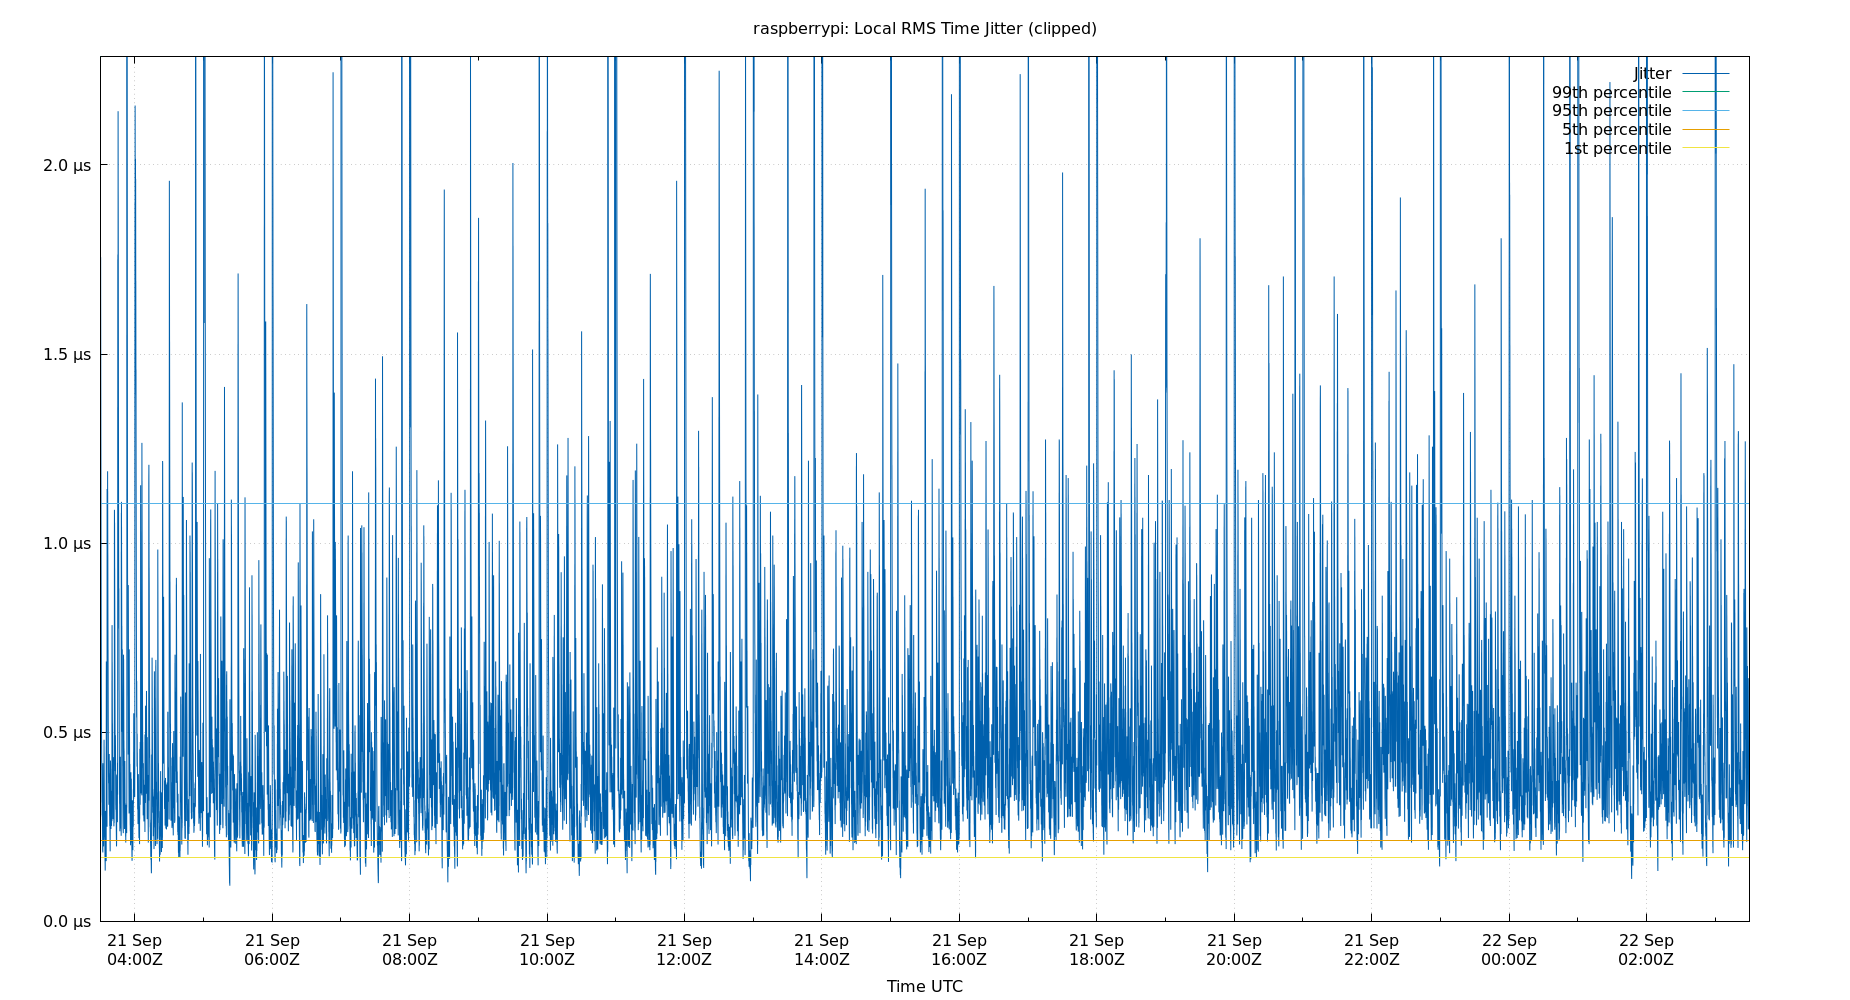 raspberrypi: Local RMS Time Jitter (clipped)
Jitter
99th percentile
95th percentile
5th percentile
1st percentile
2.0 µs
1.5 µs
1.0 µs
0.5 µs
0.0 µs
21 Sep 21 Sep 21 Sep 21 Sep 21 Sep 21 Sep 21 Sep 21 Sep 21 Sep 21 Sep 22 Sep 22 Sep
04:00Z 06:00Z 08:00Z 10:00Z 12:00Z 14:00Z 16:00Z 18:00Z 20:00Z 22:00Z 00:00Z 02:00Z
Time UTC